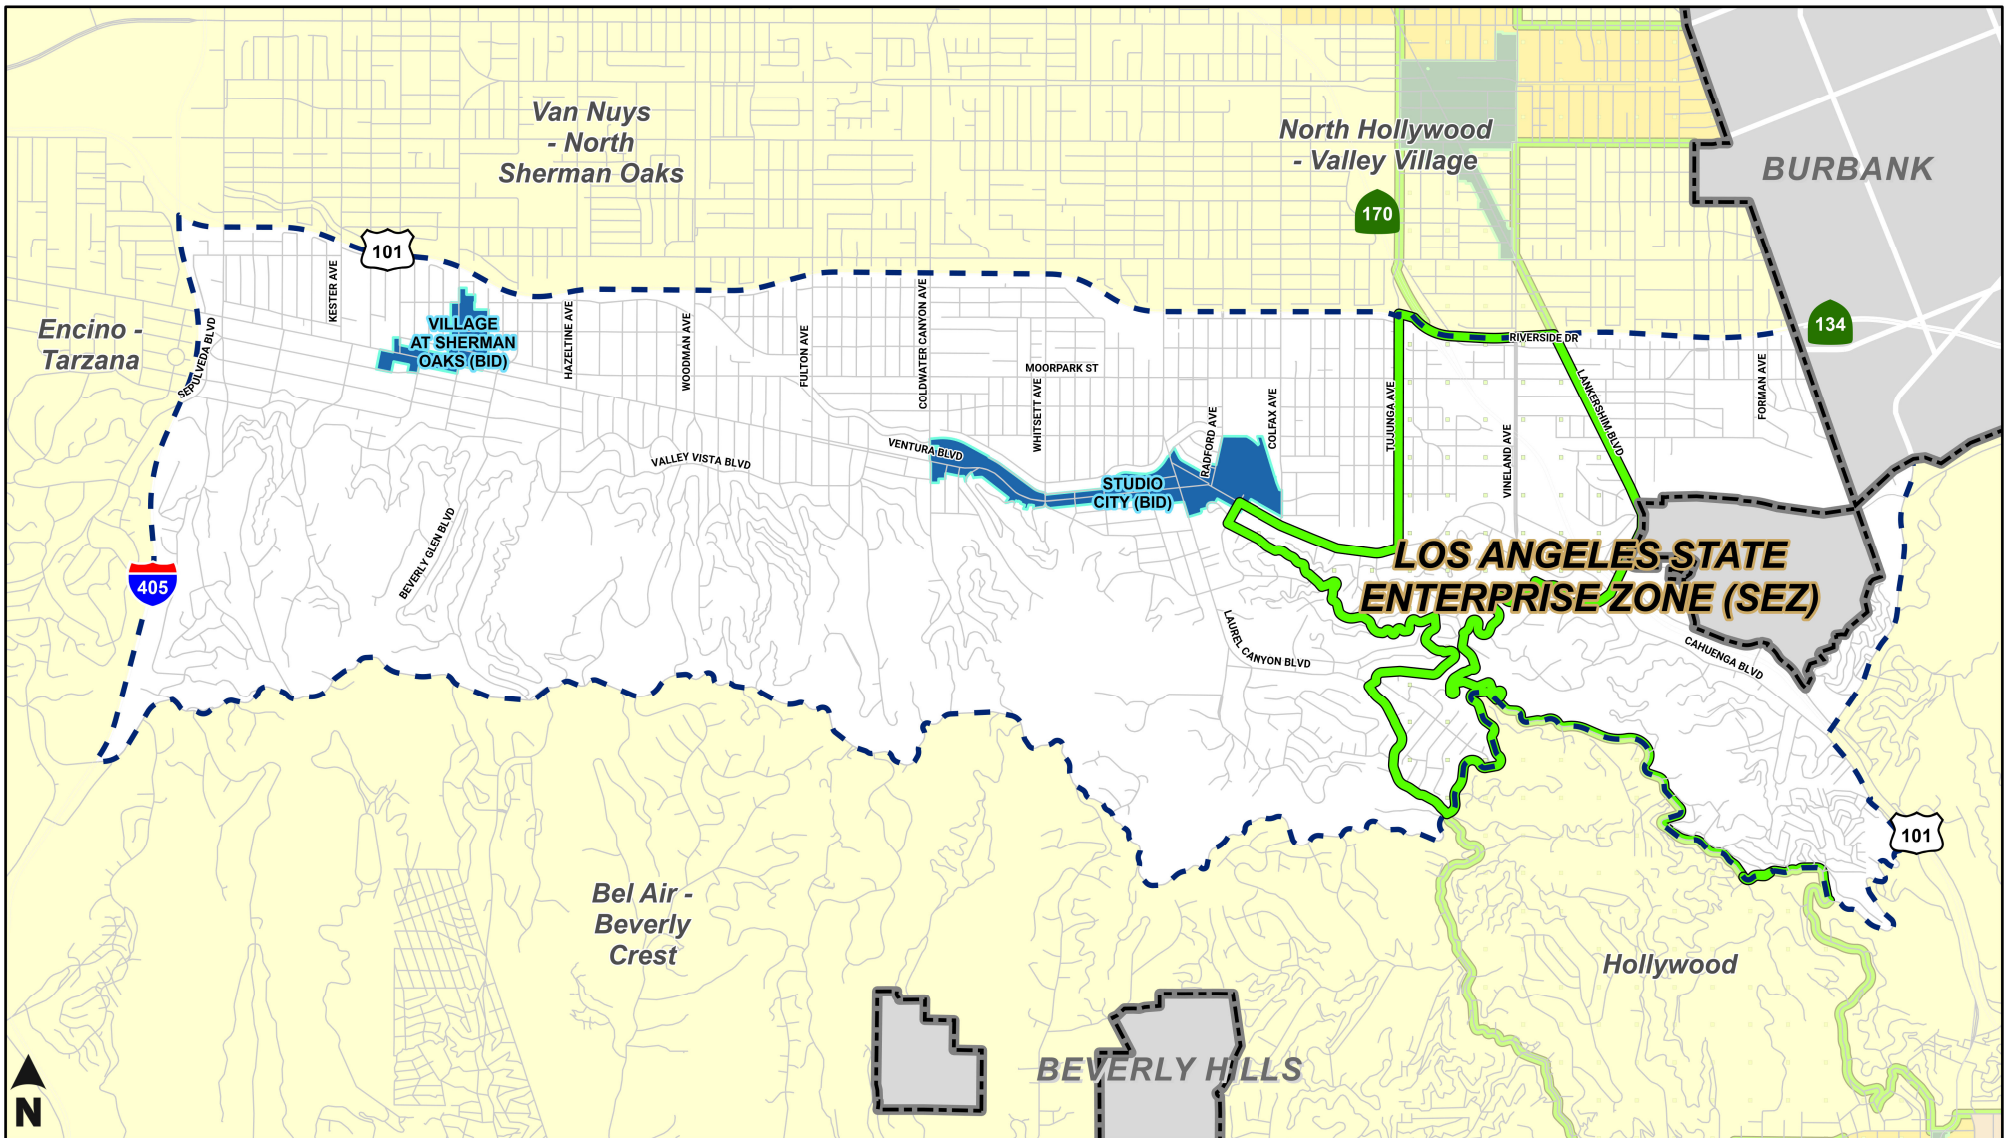 Van Nuys
- North
Sherman Oaks
North Hollywood
- Valley Village
BURBANK
170
101
KESTER AVE
Encino -
Tarzana
SEPULVEDA BLVD
VILLAGE
AT SHERMAN
OAKS (BID)
HAZELTINE AVE
WOODMAN AVE
FULTON AVE
COLDWATER CANYON AVE
MOORPARK ST
WHITSETT AVE
RADFORD AVE
COLFAX AVE
TUJUNGA AVE
RIVERSIDE DR
LANKERSHIM BLVD
VINELAND AVE
FORMAN AVE
134
VENTURA BLVD
VALLEY VISTA BLVD
STUDIO
CITY (BID)
BEVERLY GLEN BLVD
405
LOS ANGELES-STATE
ENTERPRISE ZONE (SEZ)
LAUREL CANYON BLVD
CAHUENGA BLVD
101
Bel Air -
Beverly
Crest
Hollywood
BEVERLY HILLS
N